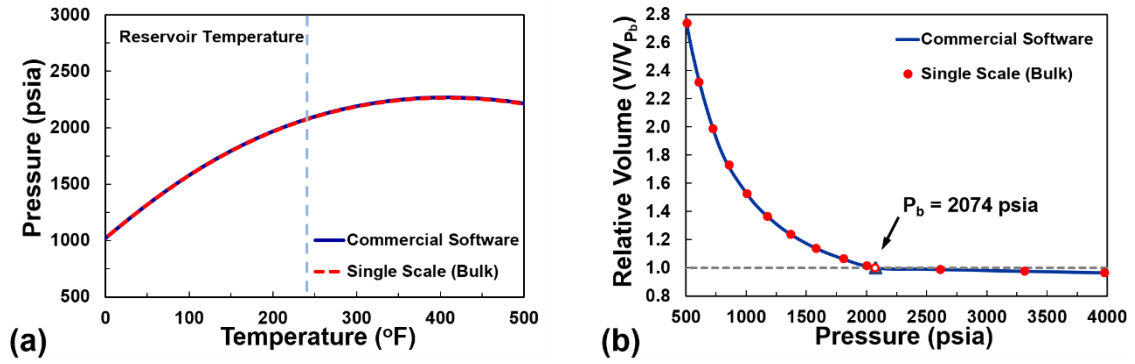 3000
2500
2000
1500
1000
500
Pressure (psia)
Reservoir Temperature
Commercial Software
Single Scale (Bulk)
0 100 200 300 400 500
Temperature (oF)
(a)
2.8
2.6
2.4
2.2
2.0
1.8
1.6
1.4
1.2
1.0
0.8
Relative Volume (V/VPb)
Commercial Software
Single Scale (Bulk)
Pb = 2074 psia
500 1000 1500 2000 2500 3000 3500 4000
Pressure (psia)
(b)